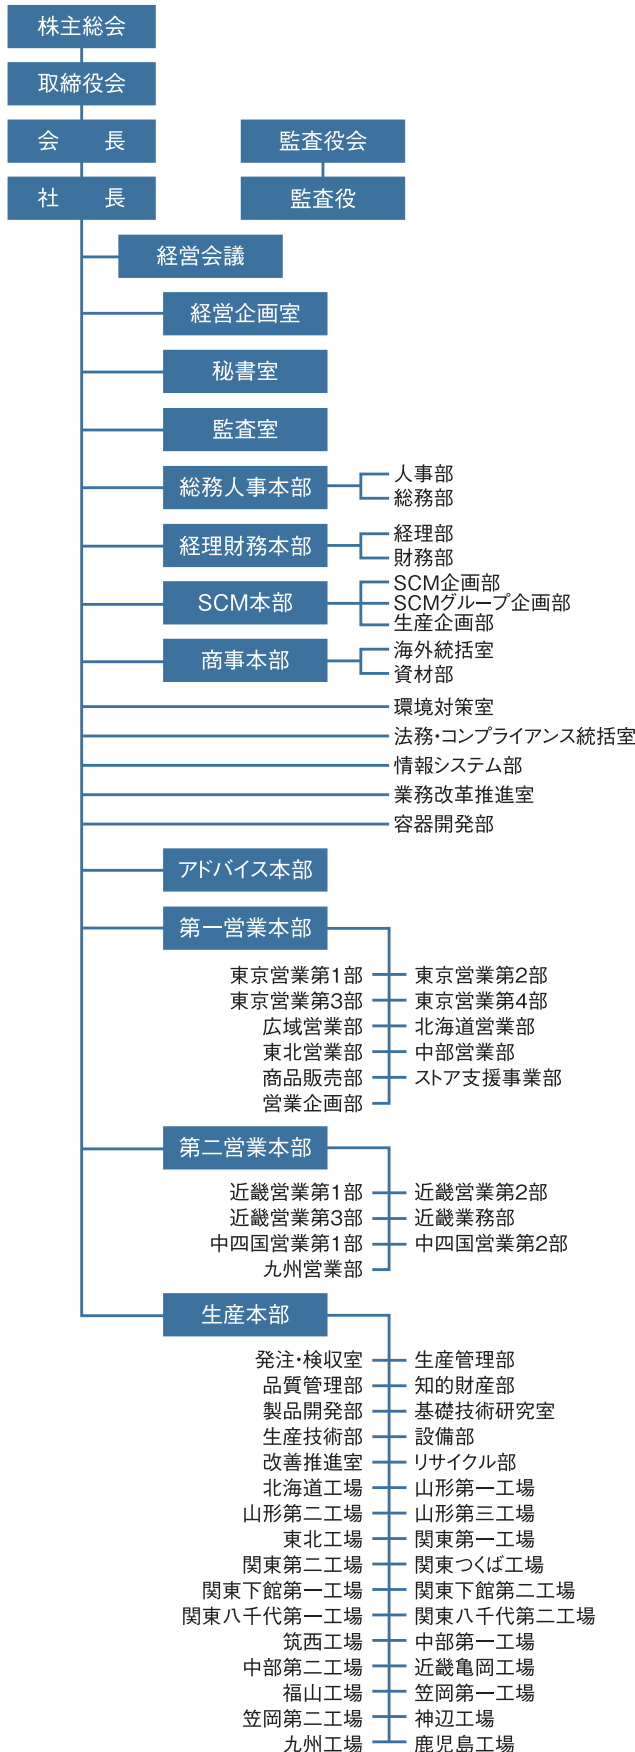 株主総会
取締役会
会　　長
監査役会
社　　長
監査役
経営会議
経営企画室
秘書室
監査室
総務人事本部
人事部
総務部
経理財務本部
経理部
財務部
SCM本部
SCM企画部
SCMグループ企画部
生産企画部
商事本部
海外統括室
資材部
環境対策室
法務・コンプライアンス統括室
情報システム部
業務改革推進室
容器開発部
アドバイス本部
第一営業本部
東京営業第1部
東京営業第2部
東京営業第3部
東京営業第4部
広域営業部
北海道営業部
東北営業部
中部営業部
商品販売部
ストア支援事業部
営業企画部
第二営業本部
近畿営業第1部
近畿営業第2部
近畿営業第3部
近畿業務部
中四国営業第1部
中四国営業第2部
九州営業部
生産本部
発注・検収室
生産管理部
品質管理部
知的財産部
製品開発部
基礎技術研究室
生産技術部
設備部
改善推進室
リサイクル部
北海道工場
山形第一工場
山形第二工場
山形第三工場
東北工場
関東第一工場
関東第二工場
関東つくば工場
関東下館第一工場
関東下館第二工場
関東八千代第一工場
関東八千代第二工場
筑西工場
中部第一工場
中部第二工場
近畿亀岡工場
福山工場
笠岡第一工場
笠岡第二工場
神辺工場
九州工場
鹿児島工場